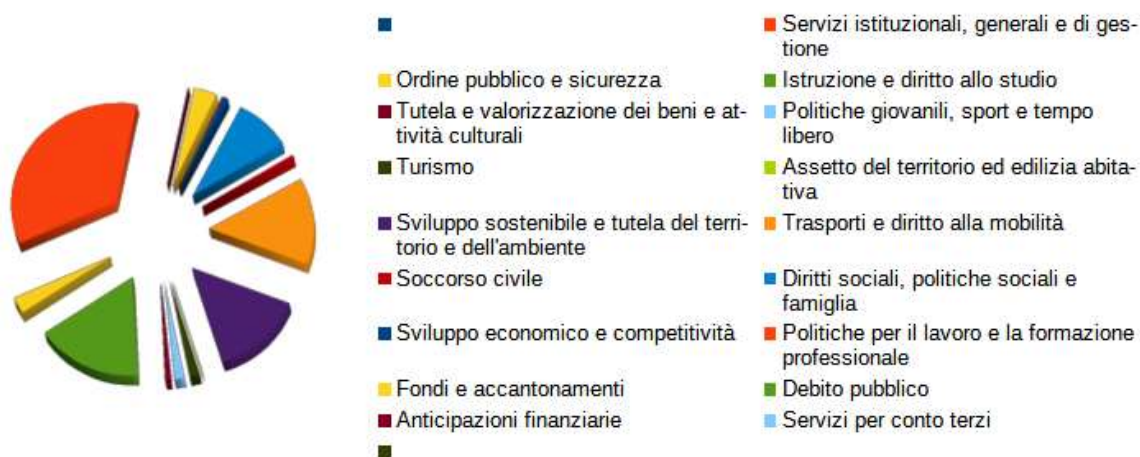 Servizi istituzionali, generali e di ges-
tione
Ordine pubblico e sicurezza
Istruzione e diritto allo studio
Tutela e valorizzazione dei beni e at-
tività culturali
Politiche giovanili, sport e tempo
libero
Turismo
Assetto del territorio ed edilizia abita-
tiva
Sviluppo sostenibile e tutela del terri-
torio e dell'ambiente
Trasporti e diritto alla mobilità
Soccorso civile
Diritti sociali, politiche sociali e
famiglia
Sviluppo economico e competitività
Politiche per il lavoro e la formazione
professionale
Fondi e accantonamenti
Debito pubblico
Anticipazioni finanziarie
Servizi per conto terzi